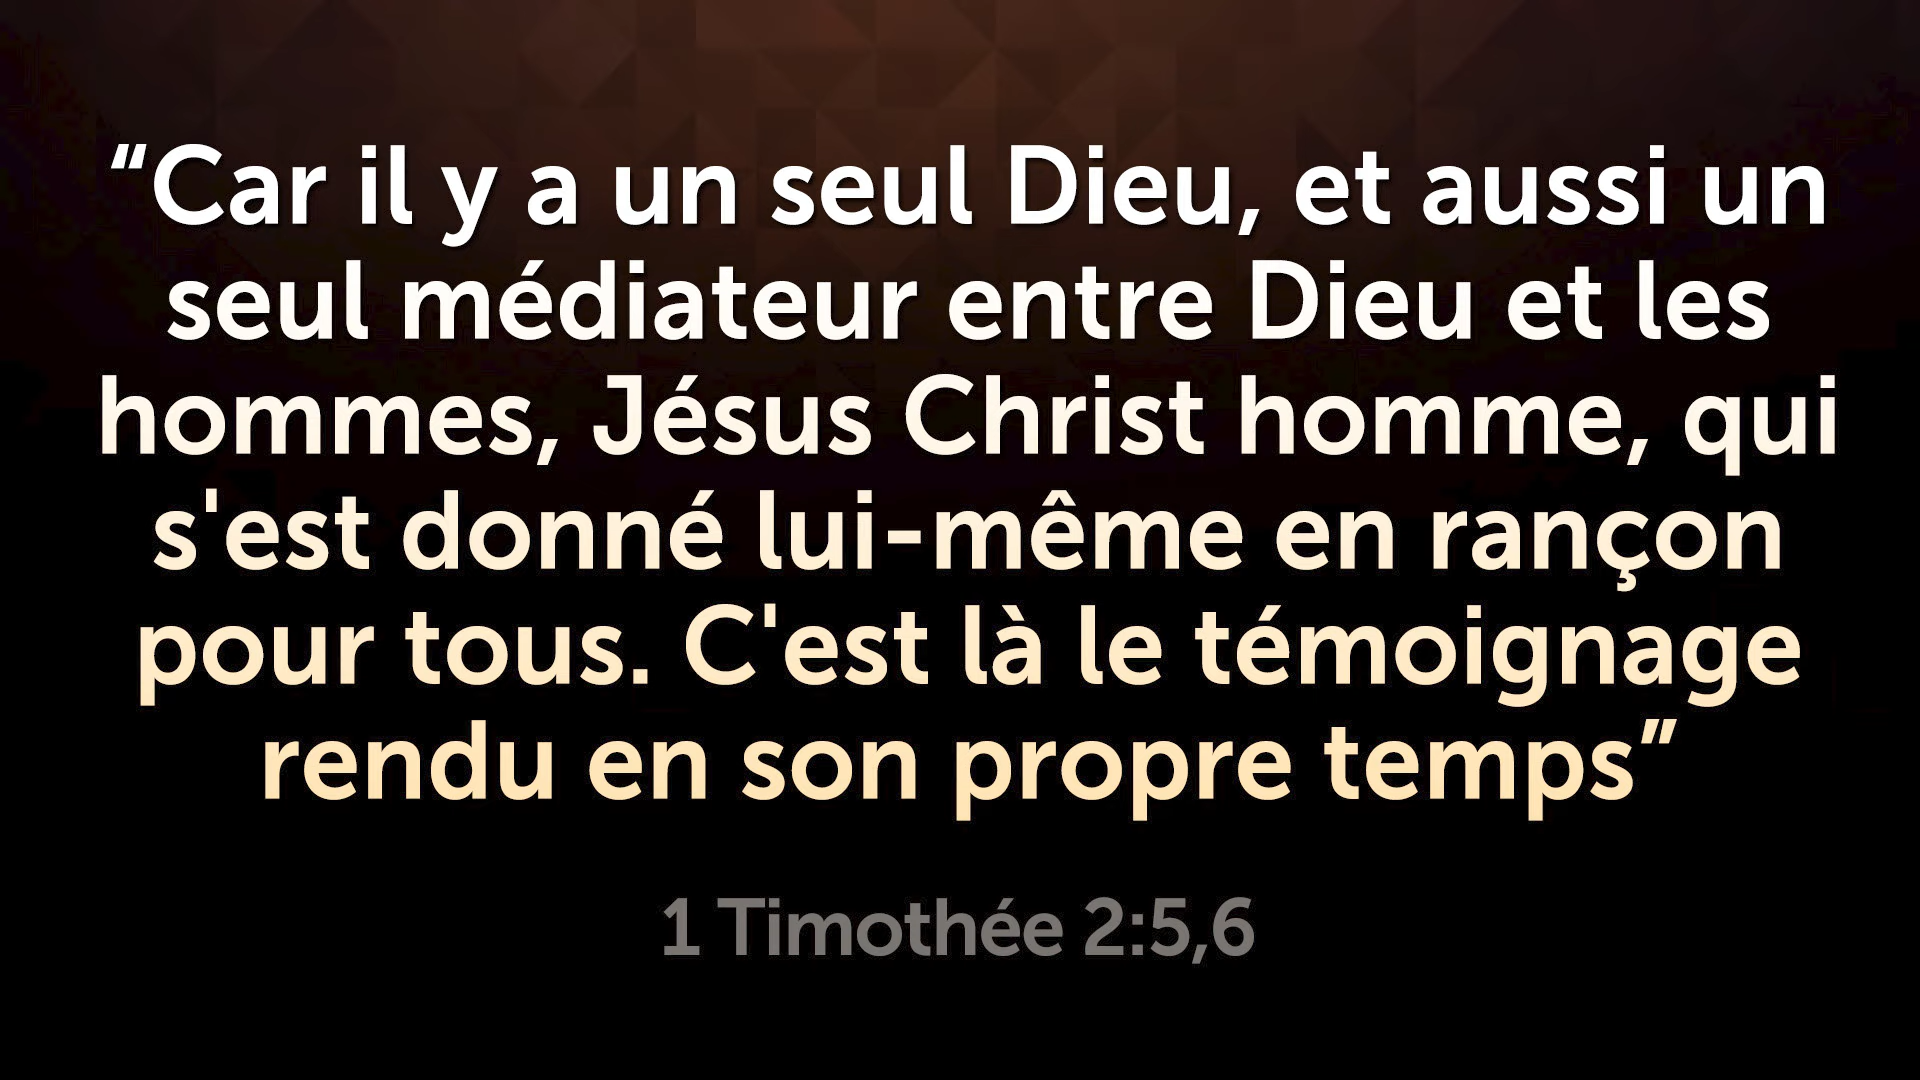 “Car il y a un seul Dieu, et aussi un
seul médiateur entre Dieu et les
hommes, Jésus Christ homme, qui
s'est donné lui-même en rançon
pour tous. C'est là le témoignage
rendu en son propre temps”
1 Timothée 2:5,6